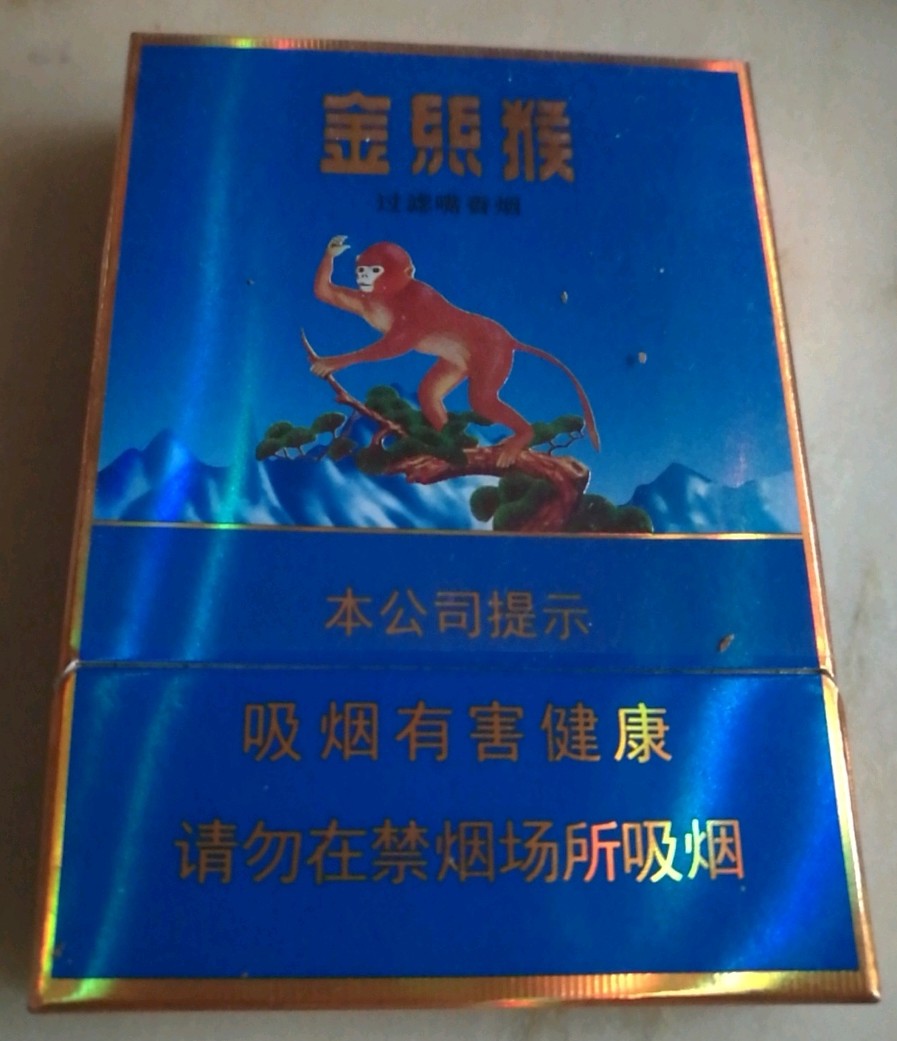 金絲猴
过滤嘴香烟
本公司提示
吸烟有害健康
请勿在禁烟场所吸烟